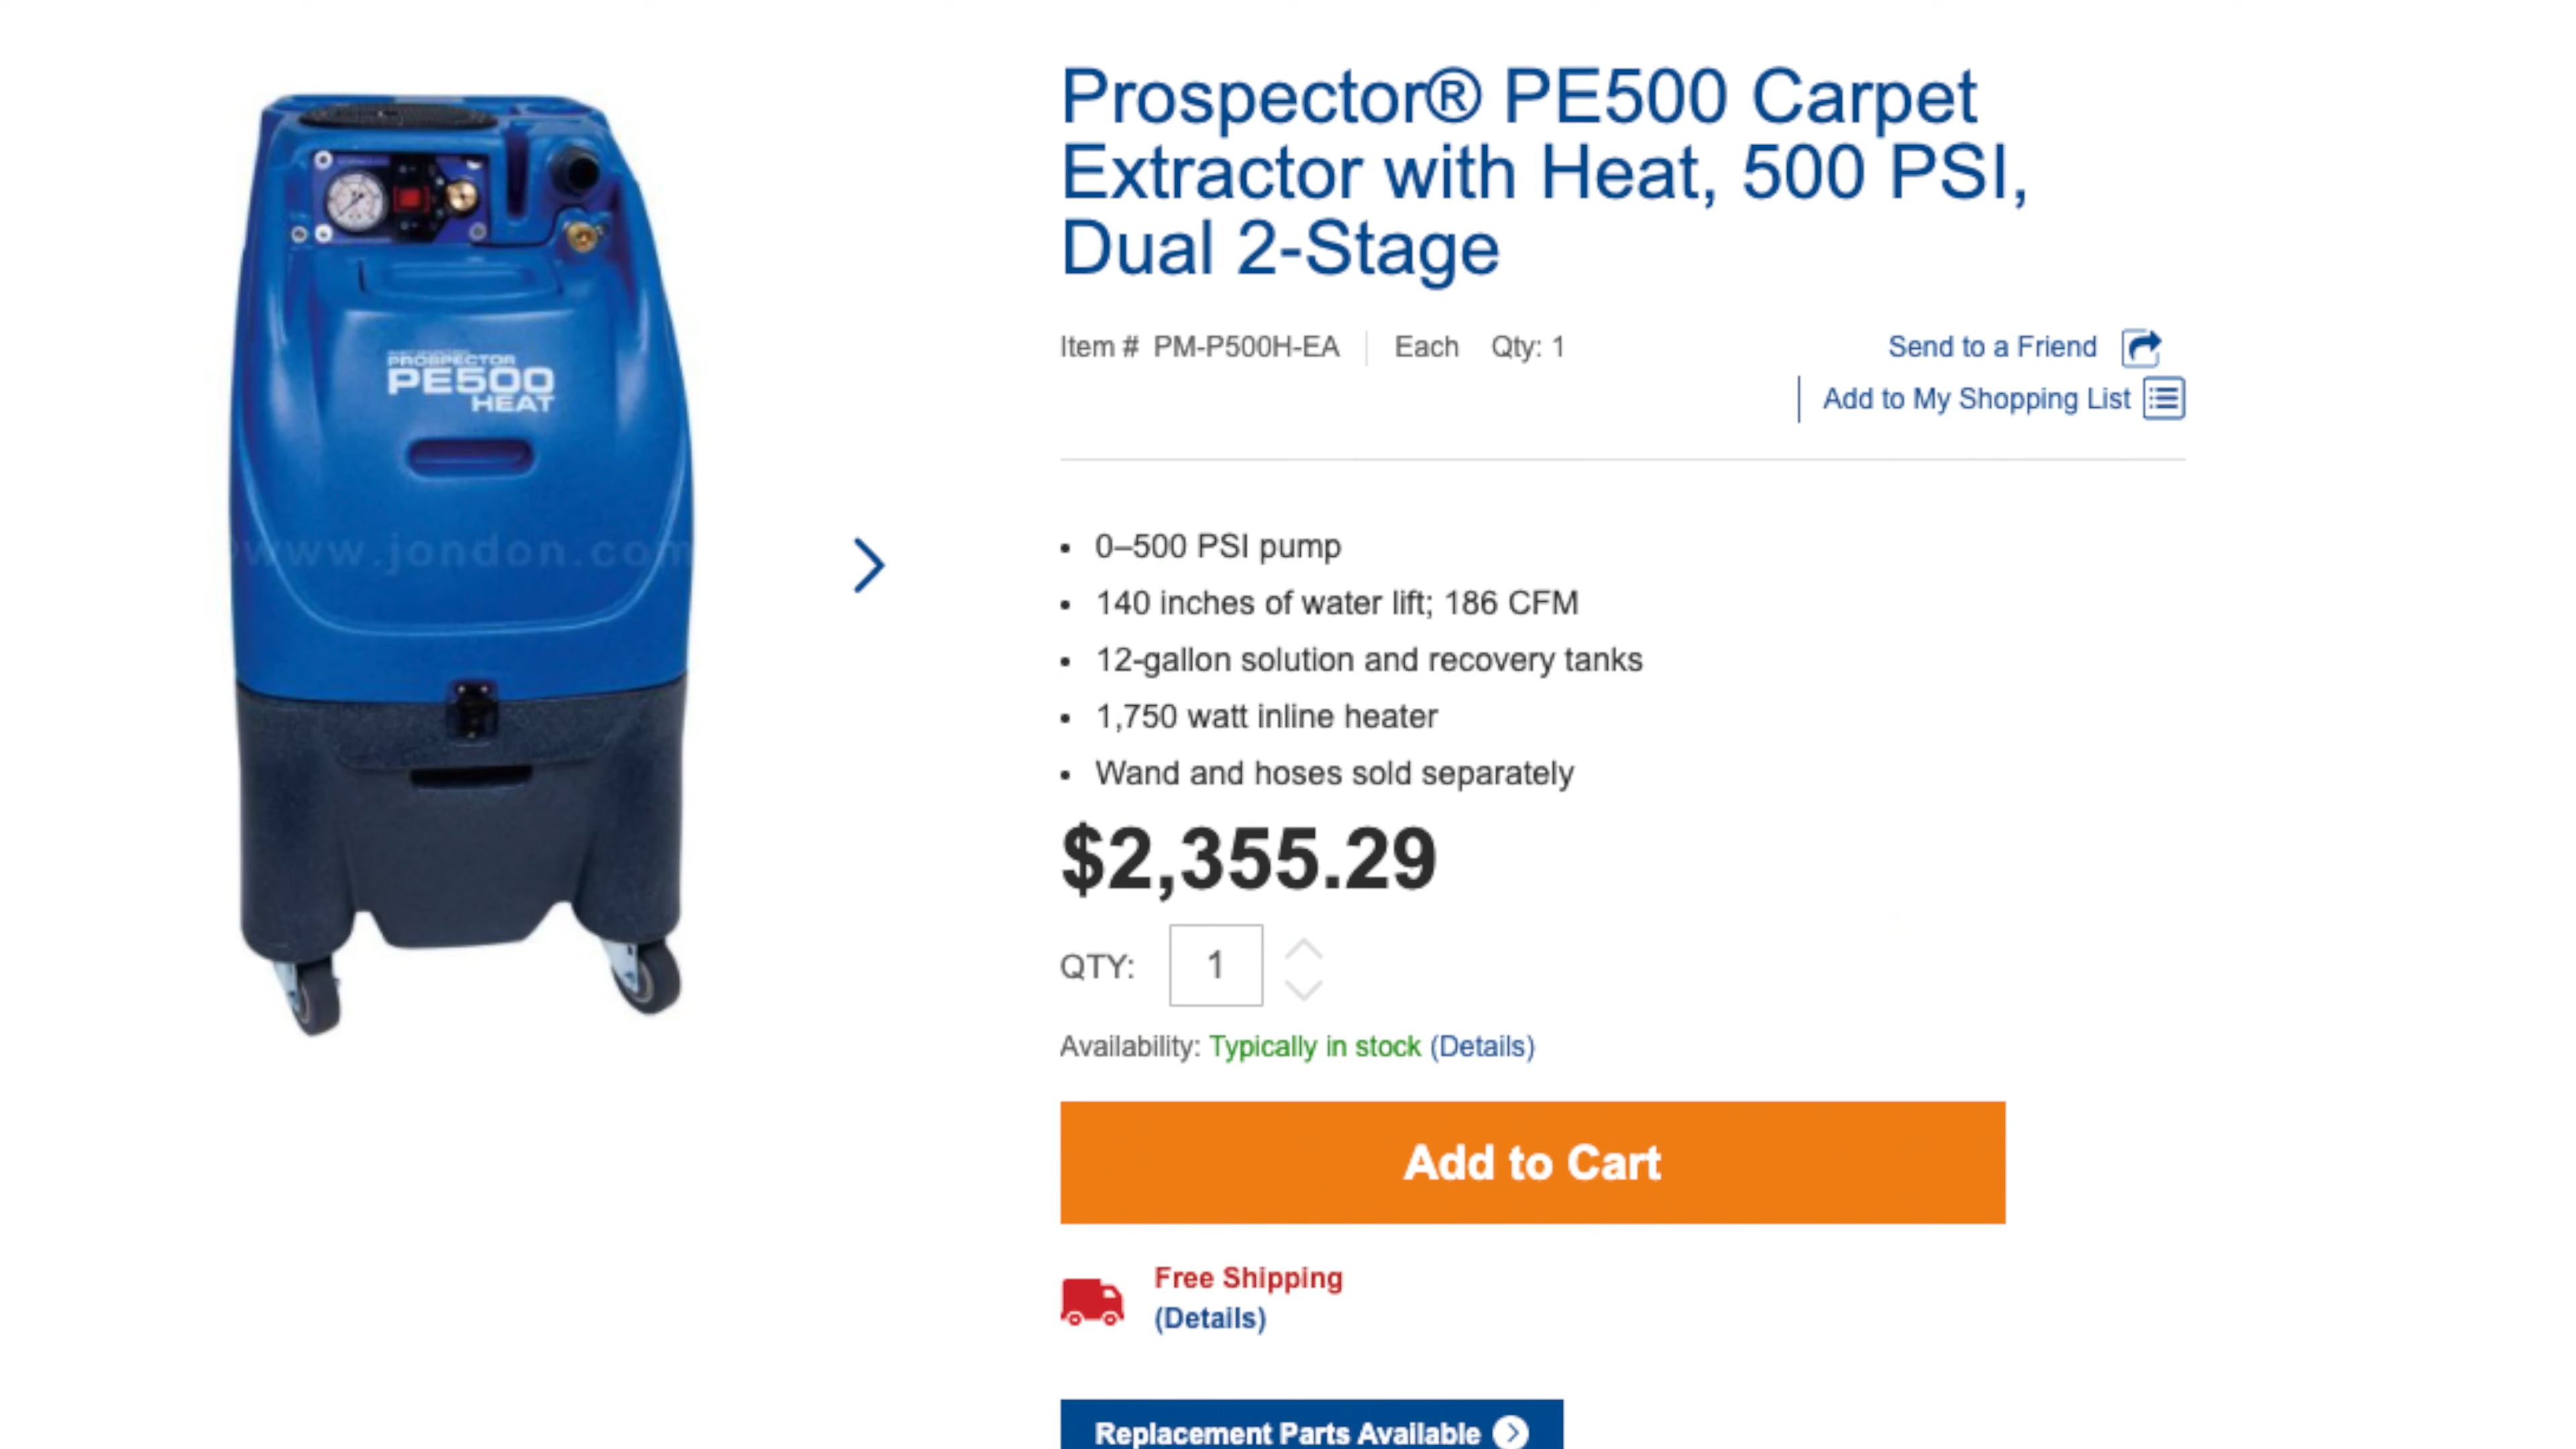 PROSPECTOR
PE500
HEAT
www.jondon.com
Prospector® PE500 Carpet
Extractor with Heat, 500 PSI,
Dual 2-Stage
Item # PM-P500H-EA Each Qty: 1
Send to a Friend
Add to My Shopping List
• 0–500 PSI pump
• 140 inches of water lift; 186 CFM
• 12-gallon solution and recovery tanks
• 1,750 watt inline heater
• Wand and hoses sold separately
$2,355.29
QTY: 1
Availability: Typically in stock (Details)
Add to Cart
Free Shipping
(Details)
Replacement Parts Available